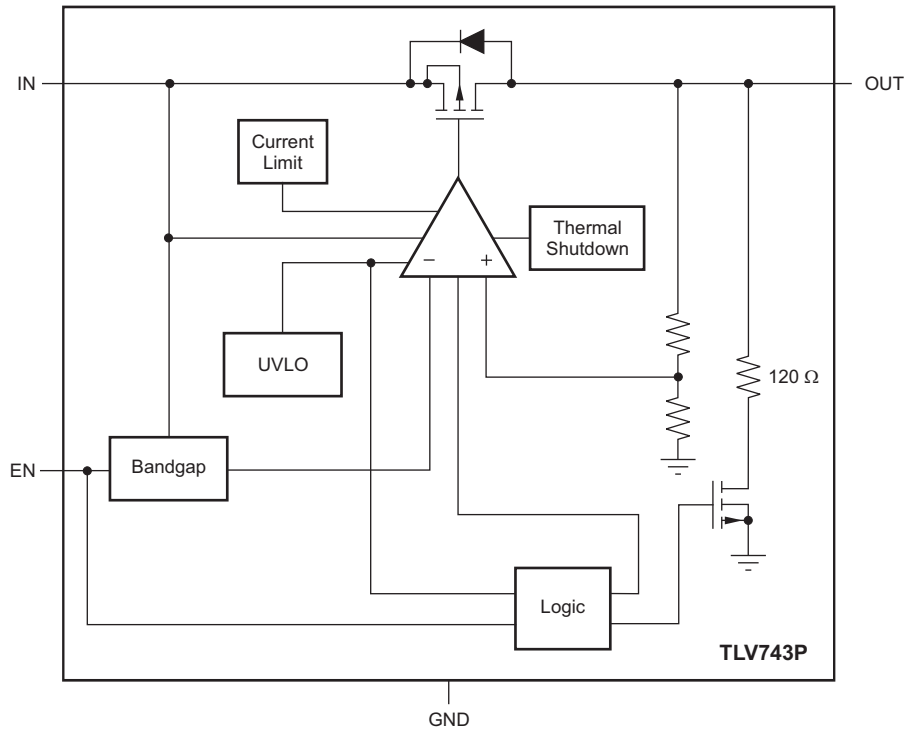 IN
OUT
Current
Limit
Thermal
Shutdown
−
+
UVLO
120 Ω
EN
Bandgap
Logic
TLV743P
GND